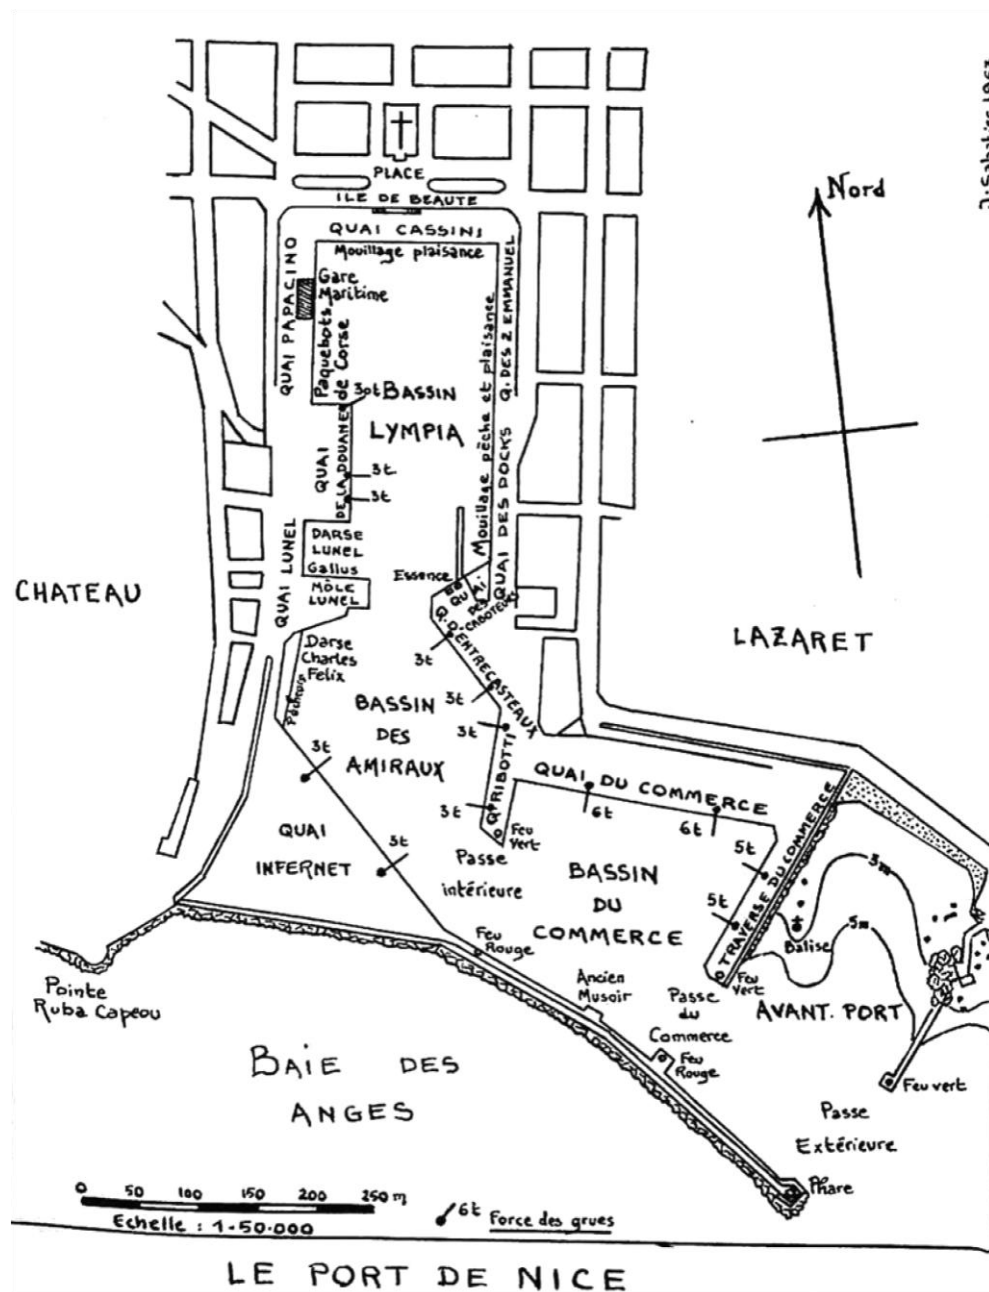 J. Sabatier 1963
Nord
PLACE
ILE DE BEAUTE
QUAI CASSINI
Mouillage plaisance
QUAI PAPACINO
Gare
Maritime
Paquebots
de Corse
Mouillage pêche et plaisance
Q. DES 2 EMMANUEL
30t
BASSIN
LYMPIA
QUAI
DE LA DOUANE
3t
3t
QUAI DES DOCKS
QUAI LUNEL
DARSE
LUNEL
Gallus
MÔLE
LUNEL
Essence
QUAI
DES
CABOTEURS
CHATEAU
LAZARET
Q. D'ENTRECASTEAUX
3t
3t
3t
3t
Darse
Charles
Felix
Pêcheurs
BASSIN
DES
AMIRAUX
3t
3t
QUAI
INFERNET
Q RIBOTTI
Feu
Vert
Passe
intérieure
QUAI DU COMMERCE
6t
6t
5t
5t
TRAVERSE DU COMMERCE
BASSIN
DU
COMMERCE
3m
5m
Balise
Feu
Vert
AVANT. PORT
Feu
Rouge
Ancien
Musoir
Passe
du
Commerce
Feu
Rouge
Feu vert
Passe
Extérieure
Phare
Pointe
Ruba Capeou
BAIE DES
ANGES
0 50 100 150 200 250 m
Echelle : 1-50.000
6t
Force des grues
LE PORT DE NICE